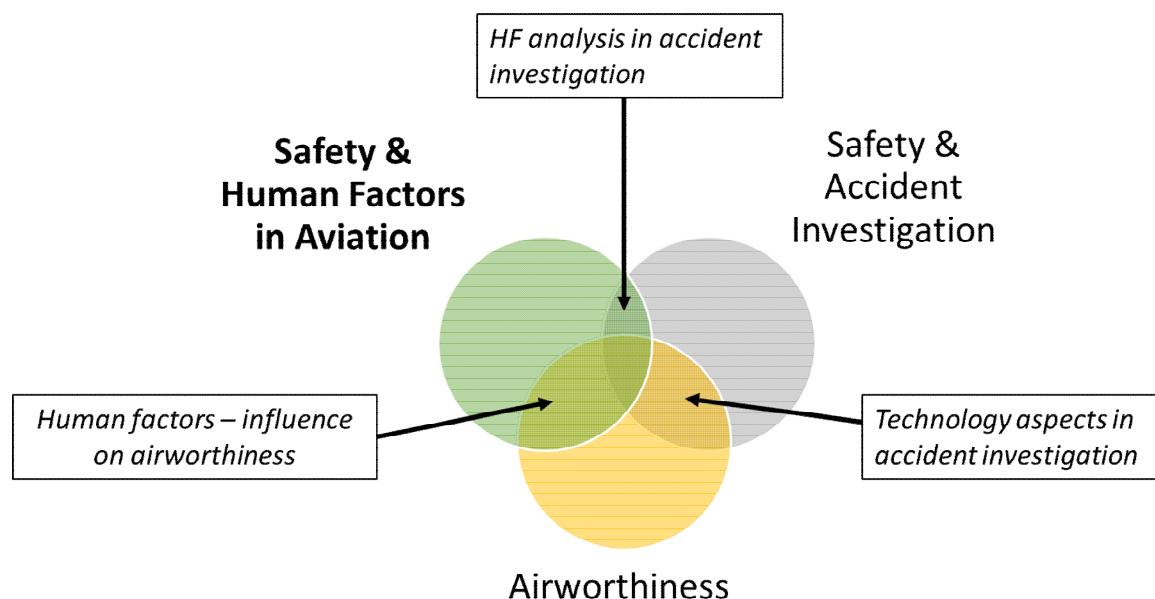 HF analysis in accident
investigation
Safety &
Human Factors
in Aviation
Safety &
Accident
Investigation
Human factors – influence
on airworthiness
Technology aspects in
accident investigation
Airworthiness